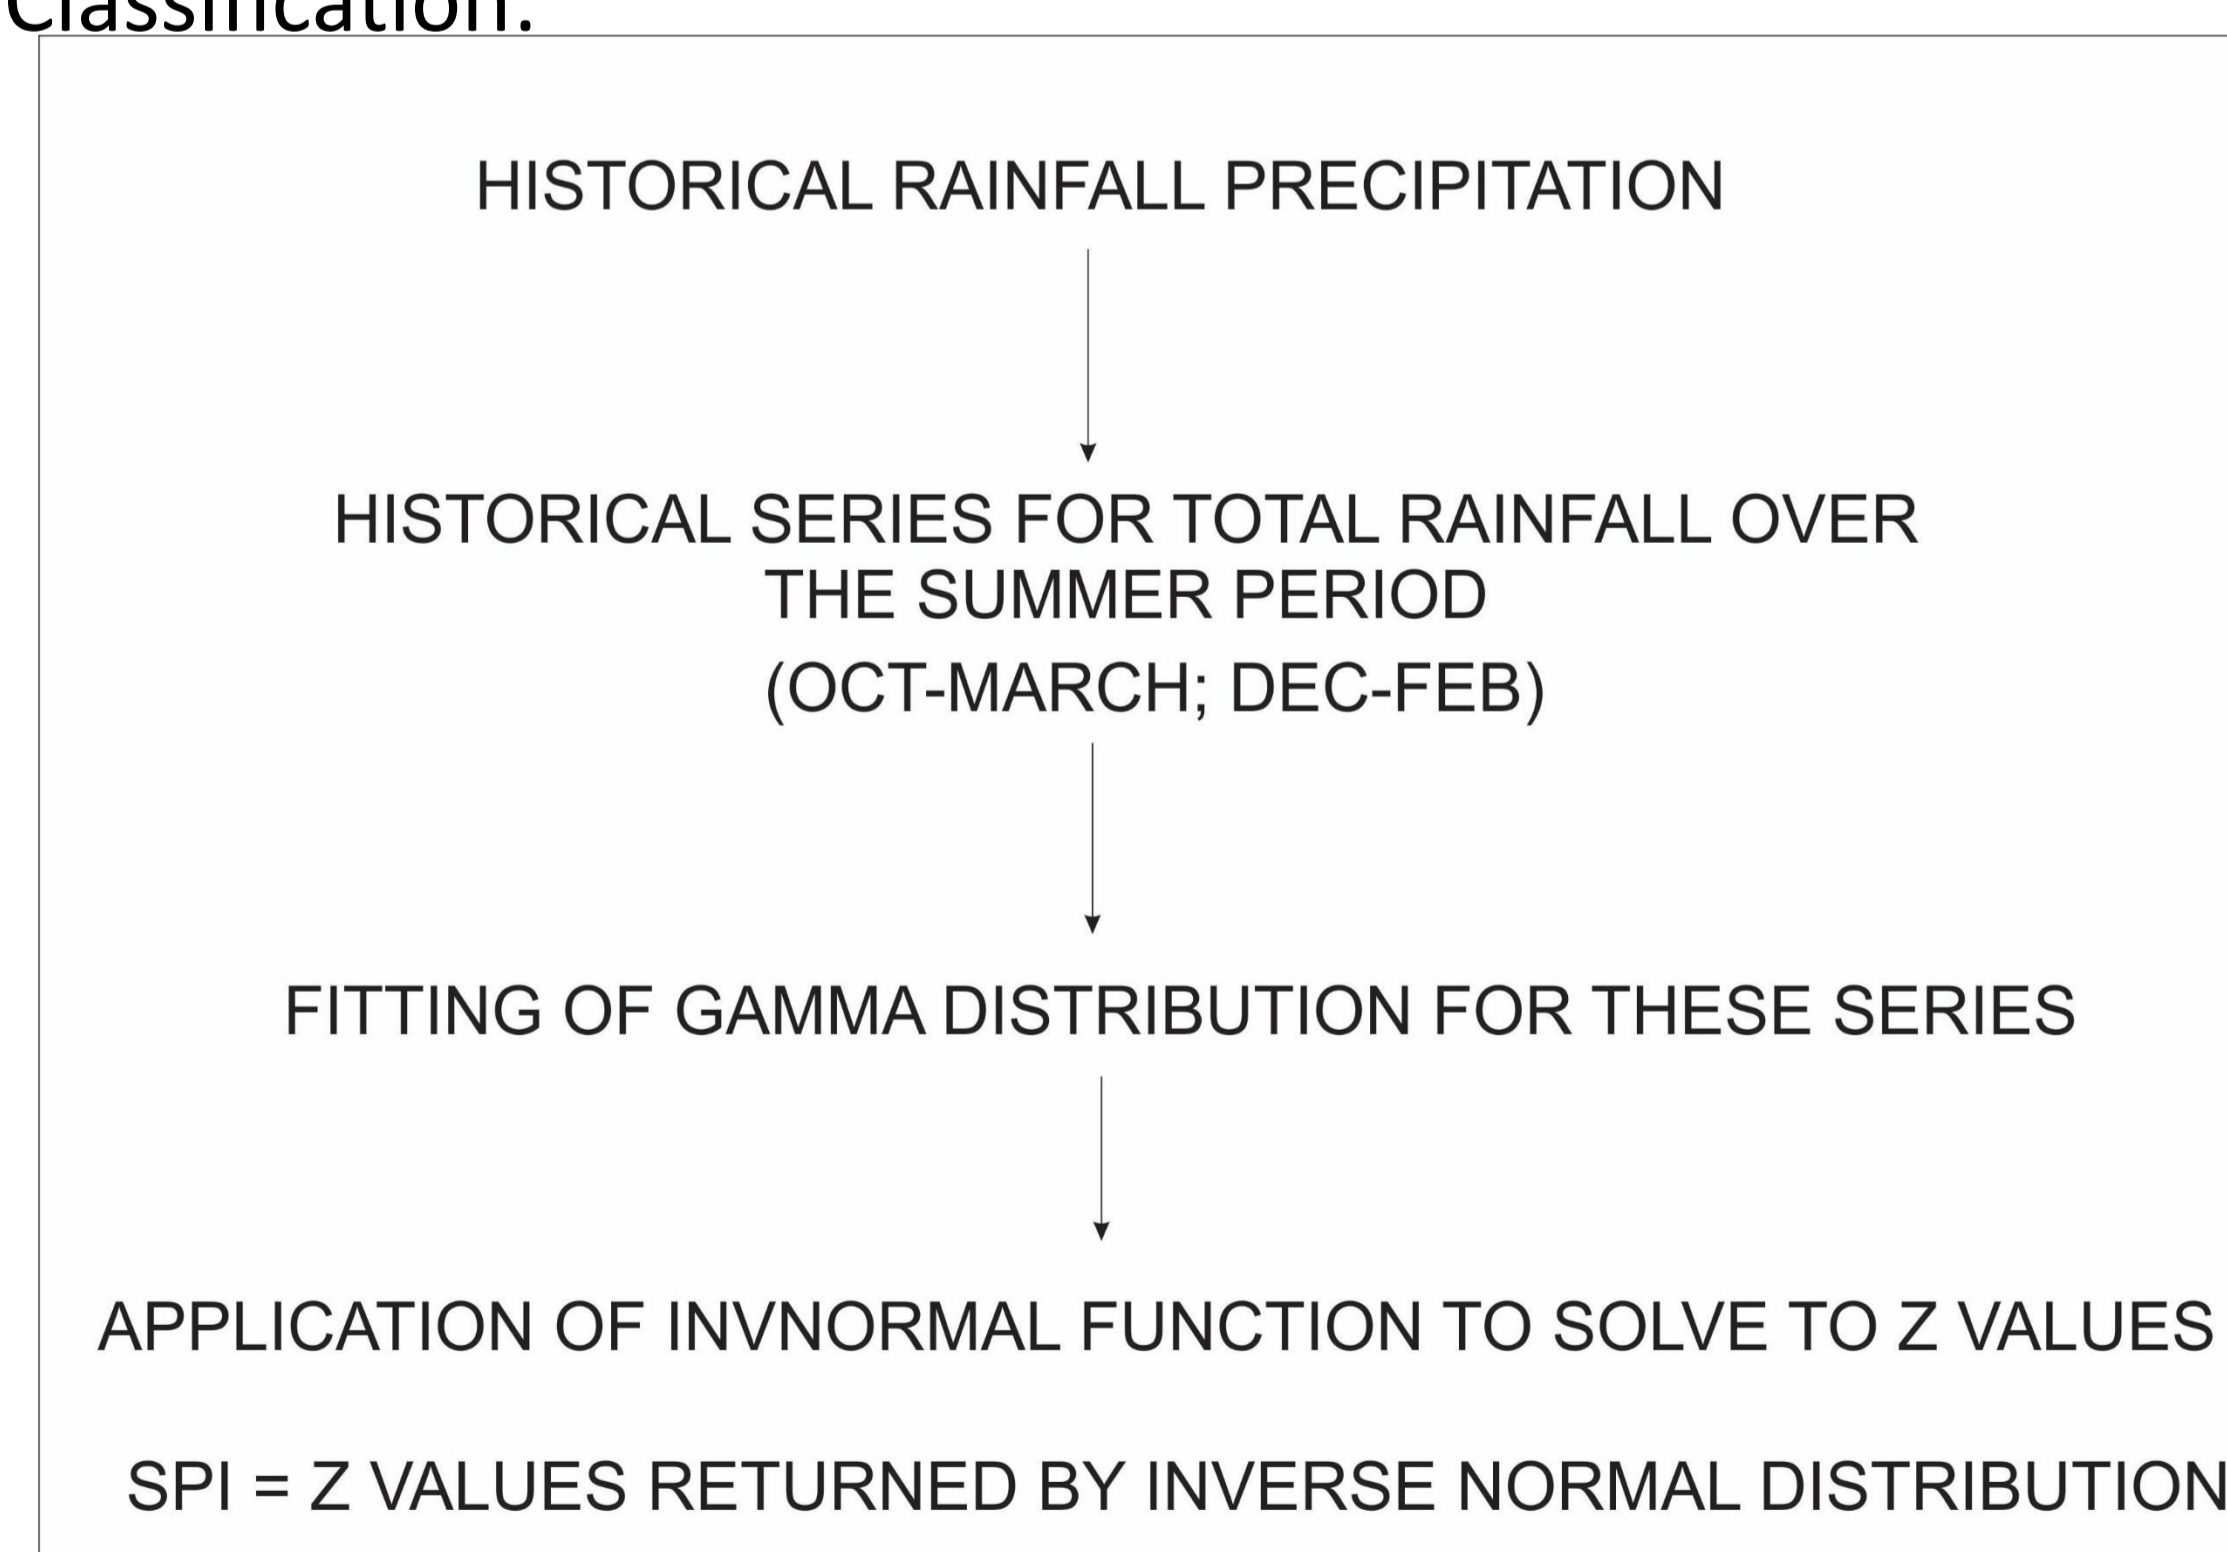 Classification.
HISTORICAL RAINFALL PRECIPITATION
HISTORICAL SERIES FOR TOTAL RAINFALL OVER
THE SUMMER PERIOD
(OCT-MARCH; DEC-FEB)
FITTING OF GAMMA DISTRIBUTION FOR THESE SERIES
APPLICATION OF INVNORMAL FUNCTION TO SOLVE TO Z VALUES
SPI = Z VALUES RETURNED BY INVERSE NORMAL DISTRIBUTION